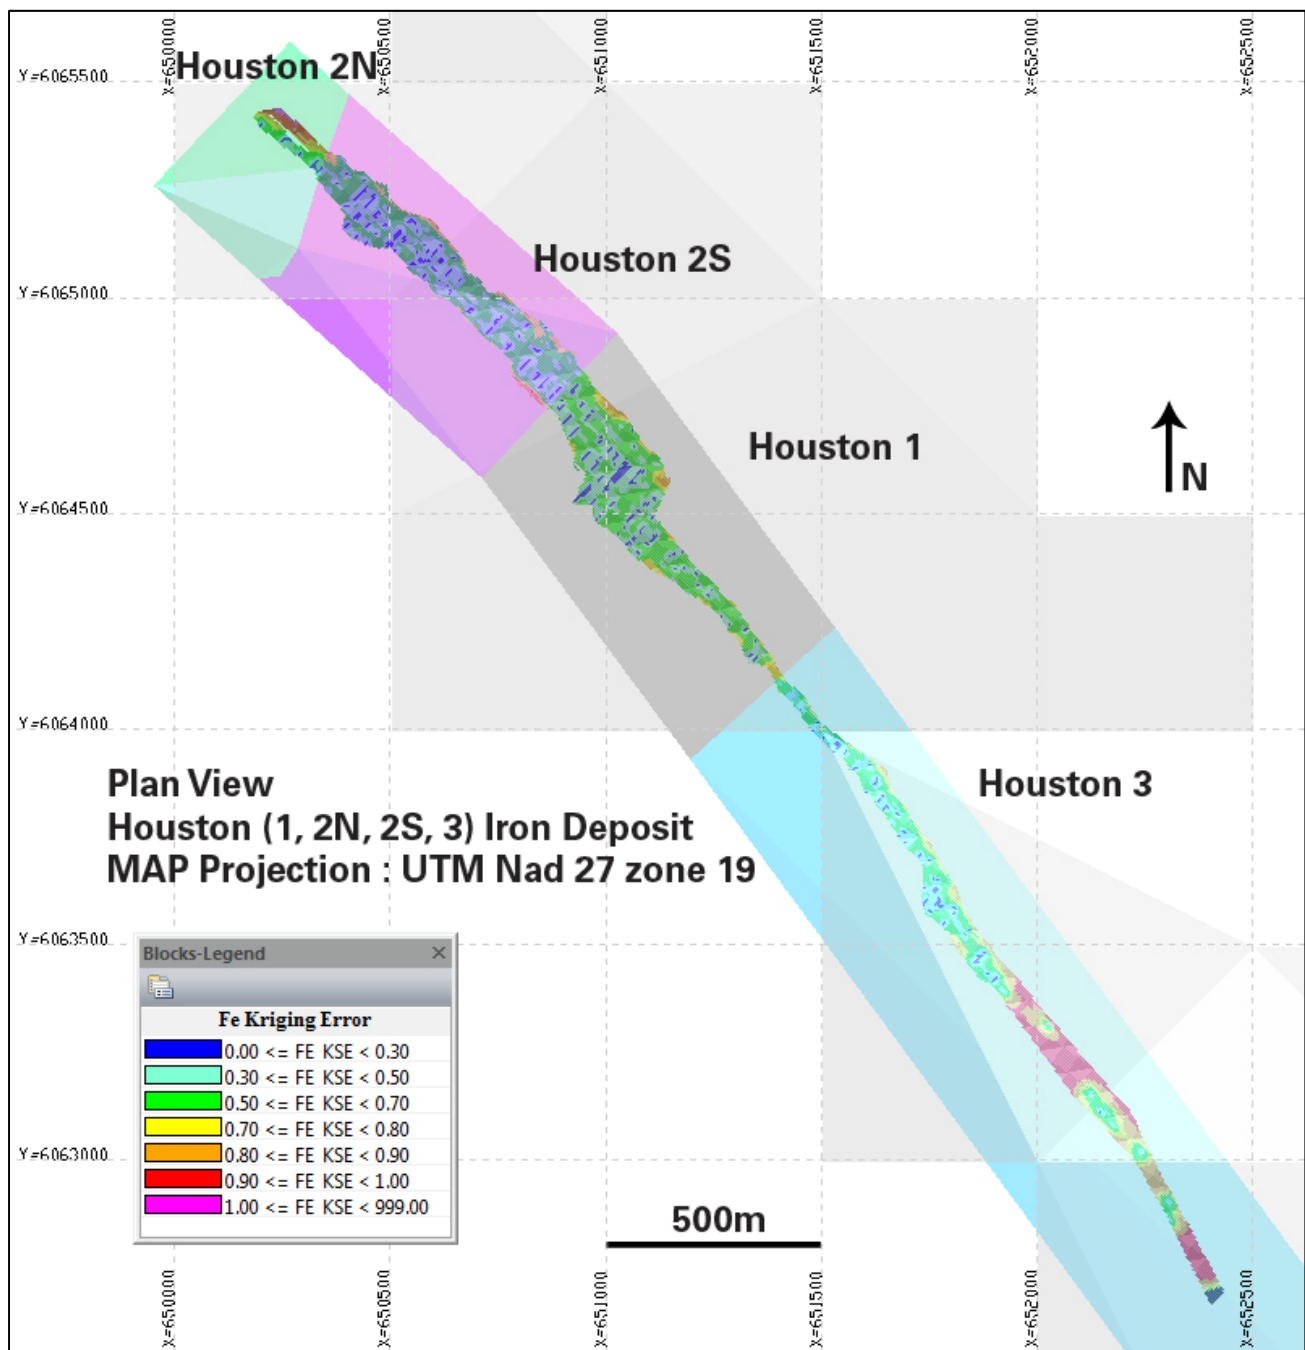 X=650000
X=650500
X=651000
X=651500
X=652000
X=652500
Houston 2N
Y=6065500
Houston 2S
Y=6065000
Houston 1
N
Y=6064500
Y=6064000
Plan View
Houston (1, 2N, 2S, 3) Iron Deposit
MAP Projection : UTM Nad 27 zone 19
Houston 3
Y=6063500
Blocks-Legend
Fe Kriging Error
0.00 <= FE KSE < 0.30
0.30 <= FE KSE < 0.50
0.50 <= FE KSE < 0.70
0.70 <= FE KSE < 0.80
0.80 <= FE KSE < 0.90
0.90 <= FE KSE < 1.00
1.00 <= FE KSE < 999.00
Y=6063000
500m
X=650000
X=650500
X=651000
X=651500
X=652000
X=652500